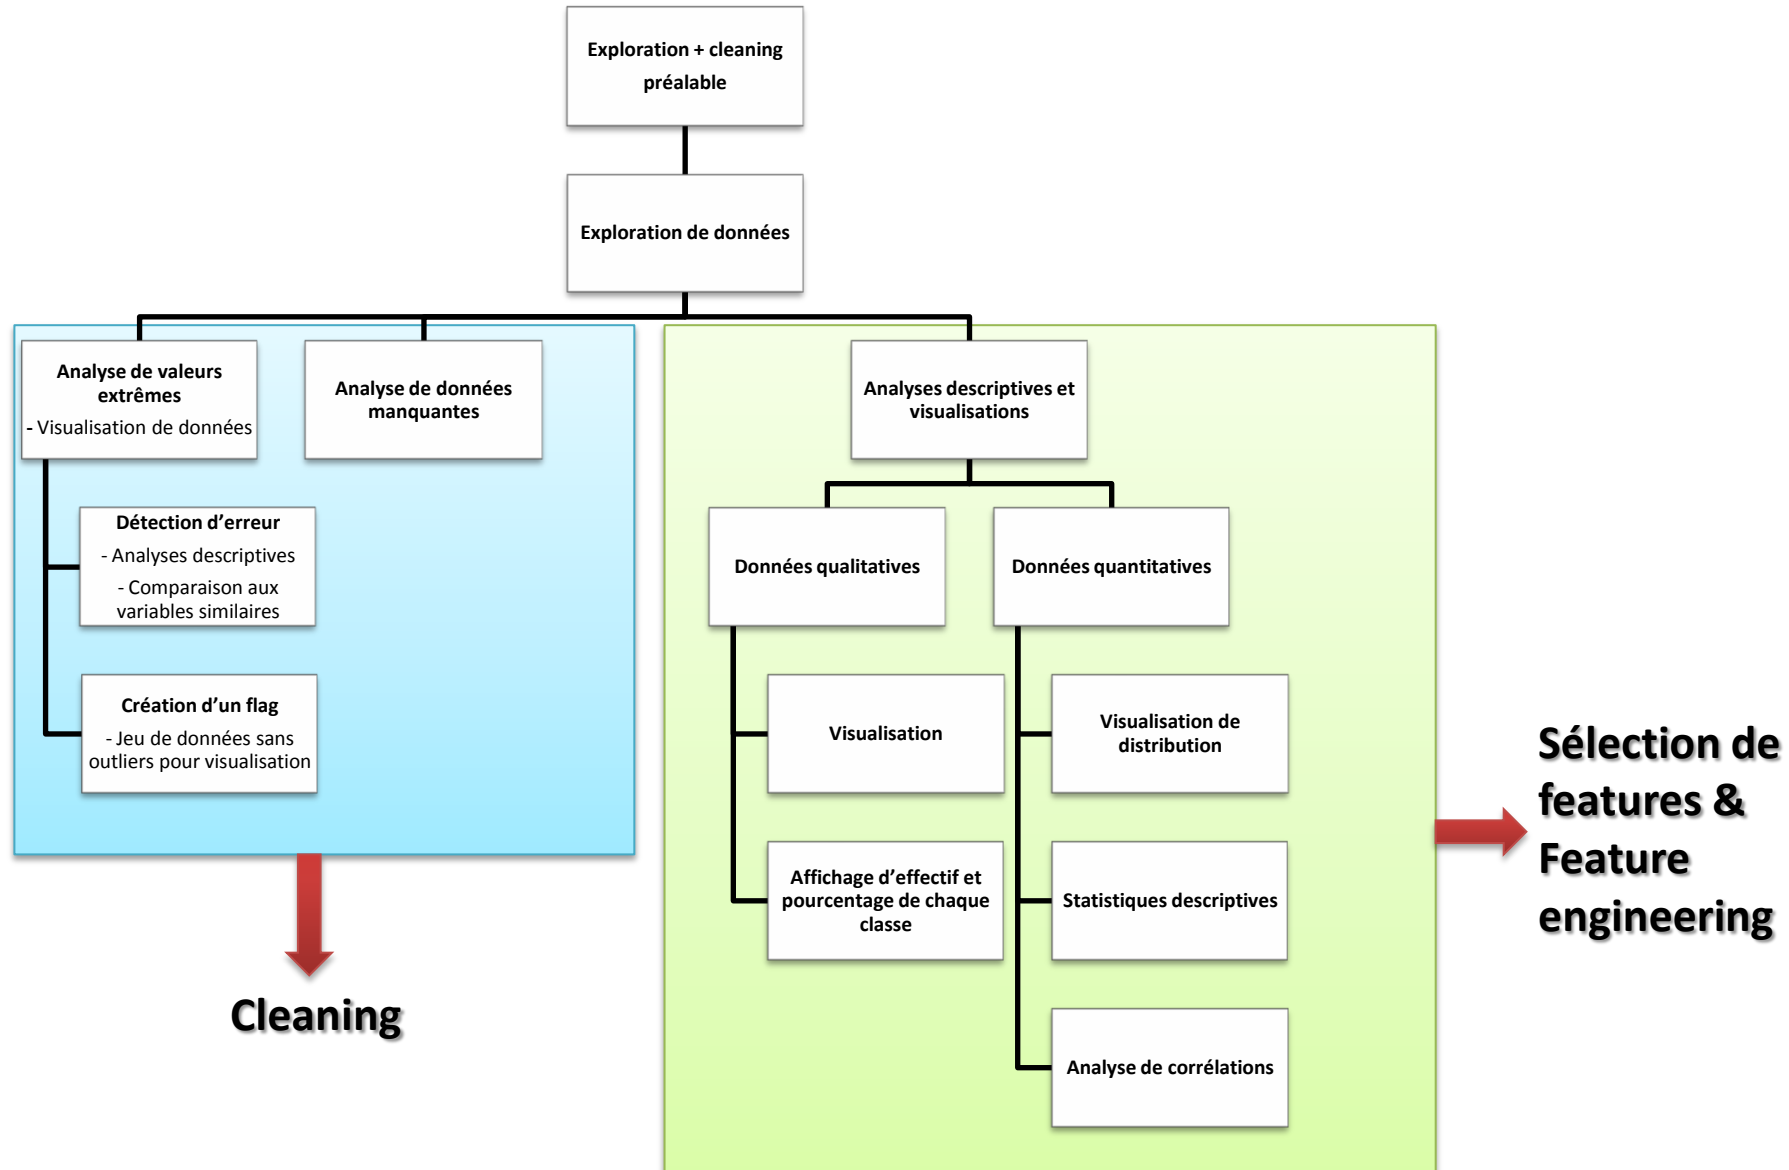 Exploration + cleaning
préalable
Exploration de données
Analyse de valeurs
extrêmes
- Visualisation de données
Analyse de données
manquantes
Analyses descriptives et
visualisations
Détection d’erreur
- Analyses descriptives
- Comparaison aux
variables similaires
Données qualitatives
Données quantitatives
Création d’un flag
- Jeu de données sans
outliers pour visualisation
Visualisation
Visualisation de
distribution
Affichage d’effectif et
pourcentage de chaque
classe
Statistiques descriptives
Analyse de corrélations
Cleaning
Sélection de
features &
Feature
engineering